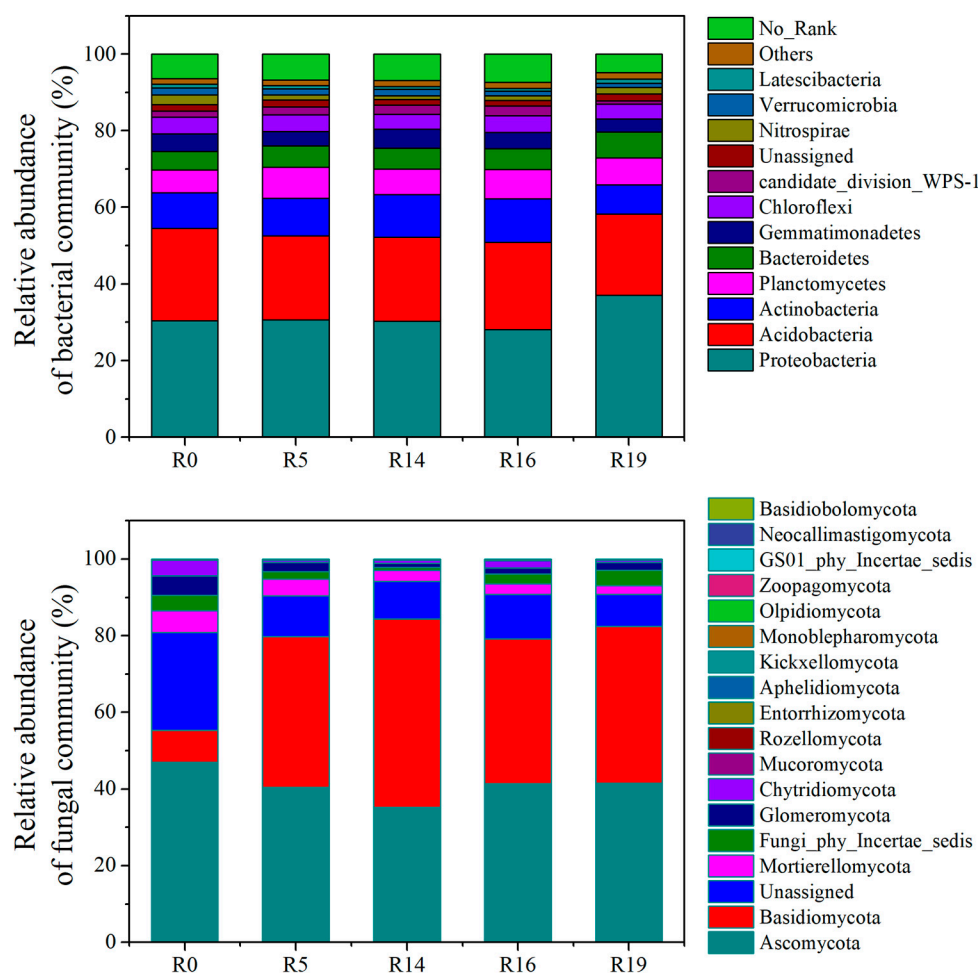 Relative abundance
of bacterial community (%)
100
80
60
40
20
0
R0 R5 R14 R16 R19
No_Rank
Others
Latescibacteria
Verrucomicrobia
Nitrospirae
Unassigned
candidate_division_WPS-1
Chloroflexi
Gemmatimonadetes
Bacteroidetes
Planctomycetes
Actinobacteria
Acidobacteria
Proteobacteria
Relative abundance
of fungal community (%)
100
80
60
40
20
0
R0 R5 R14 R16 R19
Basidiobolomycota
Neocallimastigomycota
GS01_phy_Incertae_sedis
Zoopagomycota
Olpidiomycota
Monoblepharomycota
Kickxellomycota
Aphelidiomycota
Entorrhizomycota
Rozellomycota
Mucoromycota
Chytridiomycota
Glomeromycota
Fungi_phy_Incertae_sedis
Mortierellomycota
Unassigned
Basidiomycota
Ascomycota